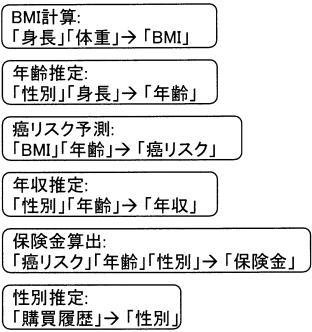 BMI計算:
「身長」「体重」→「BMI」
年齢推定:
「性別」「身長」→「年齢」
癌リスク予測:
「BMI」「年齢」→「癌リスク」
年収推定:
「性別」「年齢」→「年収」
保険金算出:
「癌リスク」「年齢」「性別」→「保険金」
性別推定:
「購買履歴」→「性別」